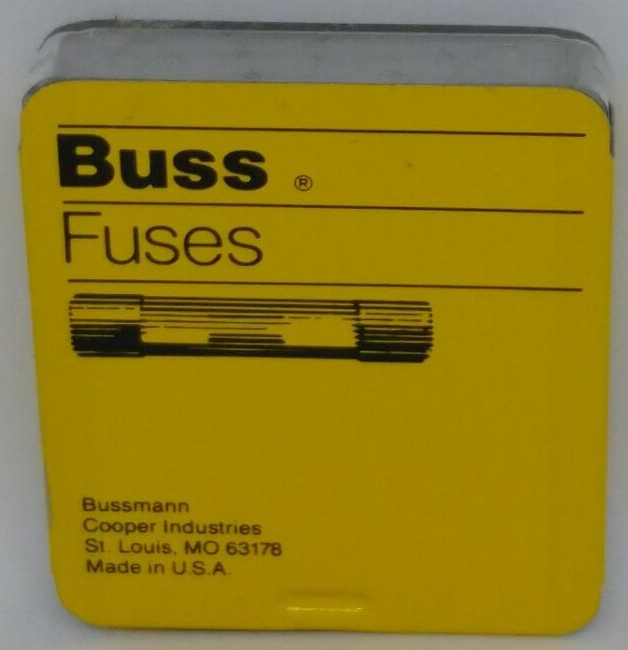 Buss ®
Fuses
Bussmann
Cooper Industries
St. Louis, MO 63178
Made in U.S.A.